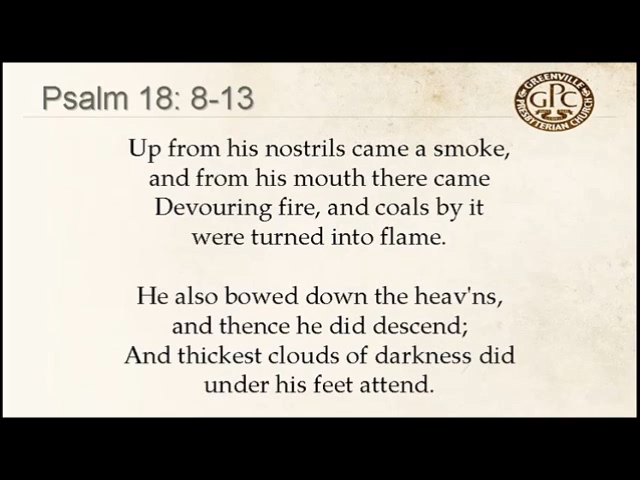 Psalm 18: 8-13
GREENVILLE
GPC
PRESBYTERIAN CHURCH
Up from his nostrils came a smoke,
and from his mouth there came
Devouring fire, and coals by it
were turned into flame.
He also bowed down the heav'ns,
and thence he did descend;
And thickest clouds of darkness did
under his feet attend.